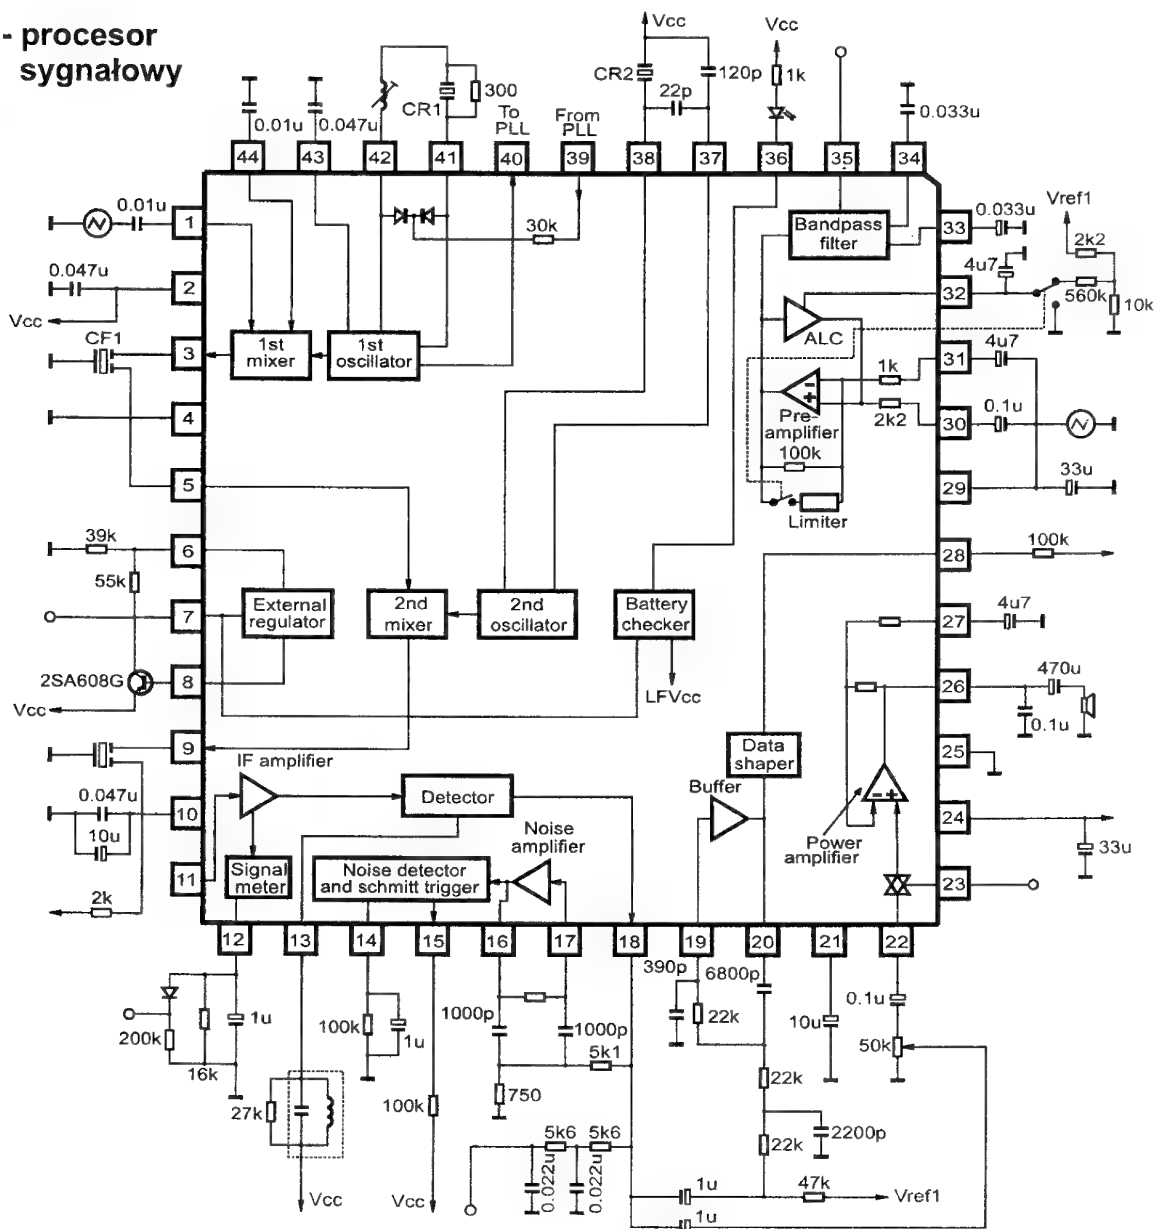 - procesor
sygnałowy
Vcc
Vcc
CR2
120p
1k
22p
300
CR1
To
PLL
From
PLL
0.01u
0.047u
0.033u
44
43
42
41
40
39
38
37
36
35
34
0.01u
1
30k
Bandpass
filter
33
0.033u
Vref1
2k2
0.047u
2
4u7
32
560k
10k
Vcc
CF1
3
1st
mixer
1st
oscillator
ALC
4u7
31
1k
4
Pre-
amplifier
2k2
30
0.1u
100k
5
29
33u
Limiter
39k
6
28
100k
55k
7
External
regulator
2nd
mixer
2nd
oscillator
Battery
checker
27
4u7
2SA608G
8
LFVcc
26
470u
0.1u
Vcc
9
Data
shaper
25
IF amplifier
0.047u
10
Detector
Buffer
24
10u
Noise
amplifier
Power
amplifier
33u
11
Signal
meter
Noise detector
and schmitt trigger
23
2k
12
13
14
15
16
17
18
19
20
21
22
390p
6800p
0.1u
200k
1u
16k
100k
1u
1000p
1000p
22k
10u
50k
5k1
27k
100k
750
22k
5k6
5k6
22k
2200p
0.022u
0.022u
Vcc
Vcc
1u
47k
Vref1
1u